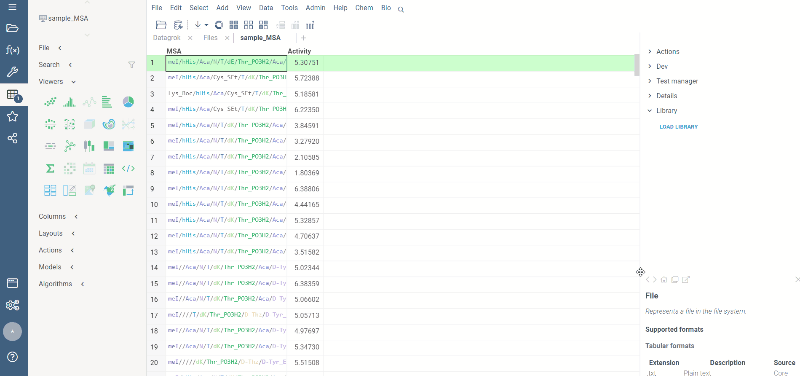 File Edit Select Add View Data Tools Admin Help Chem Bio
sample_MSA
Datagrok
Files
sample_MSA
File
Search
Viewers
Columns
Layouts
Actions
Models
Algorithms
MSA Activity
1 meI/hHis/Aca/N/T/dE/Thr_PO3H2/Aca/ 5.30751
2 meI/hHis/Aca/Cys_SEt/T/dK/Thr_PO3H 5.72388
3 Lys_Boc/hHis/Aca/Cys_SEt/T/dK/Thr_ 5.18581
4 meI/hHis/Aca/Cys_SEt/T/dK/Thr_PO3H 6.22350
5 meI/hHis/Aca/N/T/dK/Thr_PO3H2/Aca/ 3.84591
6 meI/hHis/Aca/N/T/dK/Thr_PO3H2/Aca/ 3.27920
7 meI/hHis/Aca/N/T/dK/Thr_PO3H2/Aca/ 2.10585
8 meI/hHis/Aca/N/T/dK/Thr_PO3H2/Aca/ 1.80369
9 meI/hHis/Aca/N/T/dK/Thr_PO3H2/Aca/ 6.38806
10 meI/hHis/Aca/N/T/dK/Thr_PO3H2/Aca/ 4.44165
11 meI/hHis/Aca/N/T/dK/Thr_PO3H2/Aca/ 5.32857
12 meI/hHis/Aca/N/T/dK/Thr_PO3H2/Aca/ 4.70637
13 meI/hHis/Aca/N/T/dK/Thr_PO3H2/Aca/ 3.51582
14 meI//Aca/N/T/dK/Thr_PO3H2/Aca/D-Ty 5.02344
15 meI//Aca/N/T/dK/Thr_PO3H2/Aca/D-Ty 6.38359
16 meI//Aca/N/T/dK/Thr_PO3H2/Aca/D-Ty 5.06602
17 meI////T/dK/Thr_PO3H2/D-Thi/D-Tyr_ 5.05713
18 meI//Aca/N/T/dK/Thr_PO3H2/Aca/D-Ty 4.97697
19 meI//Aca/N/T/dK/Thr_PO3H2/Aca/D-Ty 5.34730
20 meI/////dK/Thr_PO3H2/D-Thi/D-Tyr_E 5.51508
Actions
Dev
Test manager
Details
Library
LOAD LIBRARY
File
Represents a file in the file system.
Supported formats
Tabular formats
Extension Description Source
.txt Plain text Core